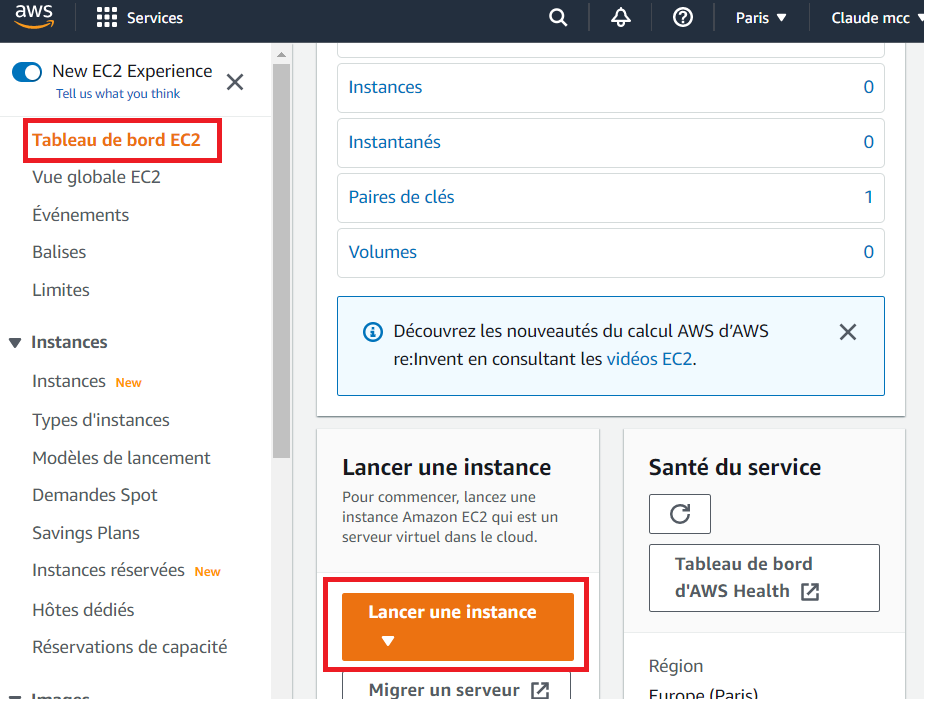 aws
Services
Paris
Claude mcc
New EC2 Experience
Tell us what you think
Tableau de bord EC2
Vue globale EC2
Événements
Balises
Limites
Instances
Instances New
Types d'instances
Modèles de lancement
Demandes Spot
Savings Plans
Instances réservées New
Hôtes dédiés
Réservations de capacité
Images
Instances 0
Instantanés 0
Paires de clés 1
Volumes 0
Découvrez les nouveautés du calcul AWS d’AWS
re:Invent en consultant les vidéos EC2.
Lancer une instance
Pour commencer, lancez une
instance Amazon EC2 qui est un
serveur virtuel dans le cloud.
Lancer une instance
Migrer un serveur
Santé du service
Tableau de bord
d'AWS Health
Région
Europe (Paris)